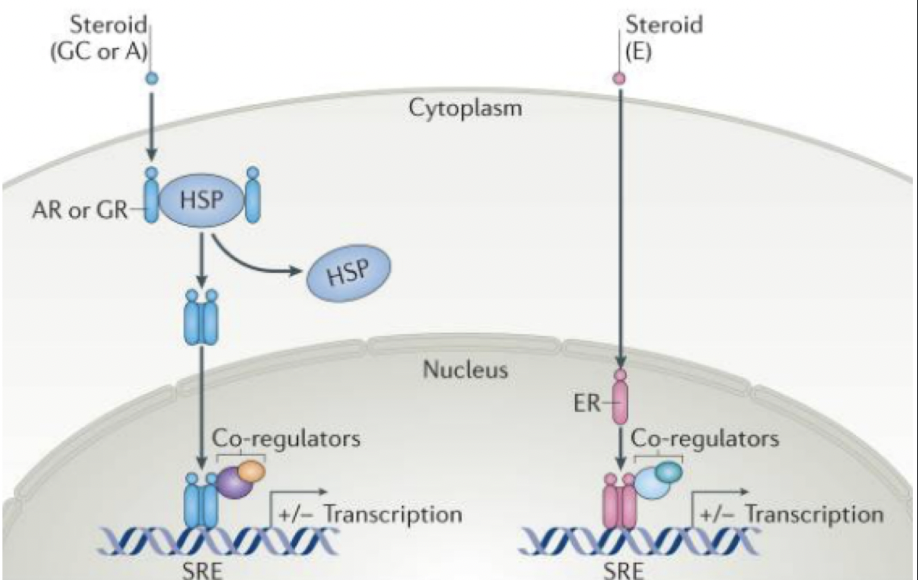 Steroid
(GC or A)
Steroid
(E)
Cytoplasm
HSP
AR or GR
HSP
Nucleus
ER
Co-regulators
Co-regulators
+/– Transcription
+/– Transcription
SRE
SRE